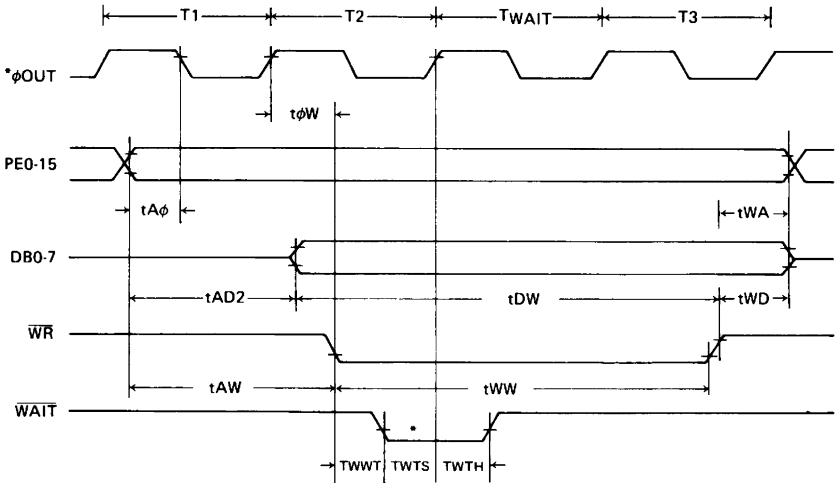 T1 T2 TWAIT T3
*ϕOUT
tϕW
PE0-15
tAϕ tWA
DB0-7
tAD2 tDW tWD
WR
tAW tWW
WAIT
*
TWWT TWTS TWTH